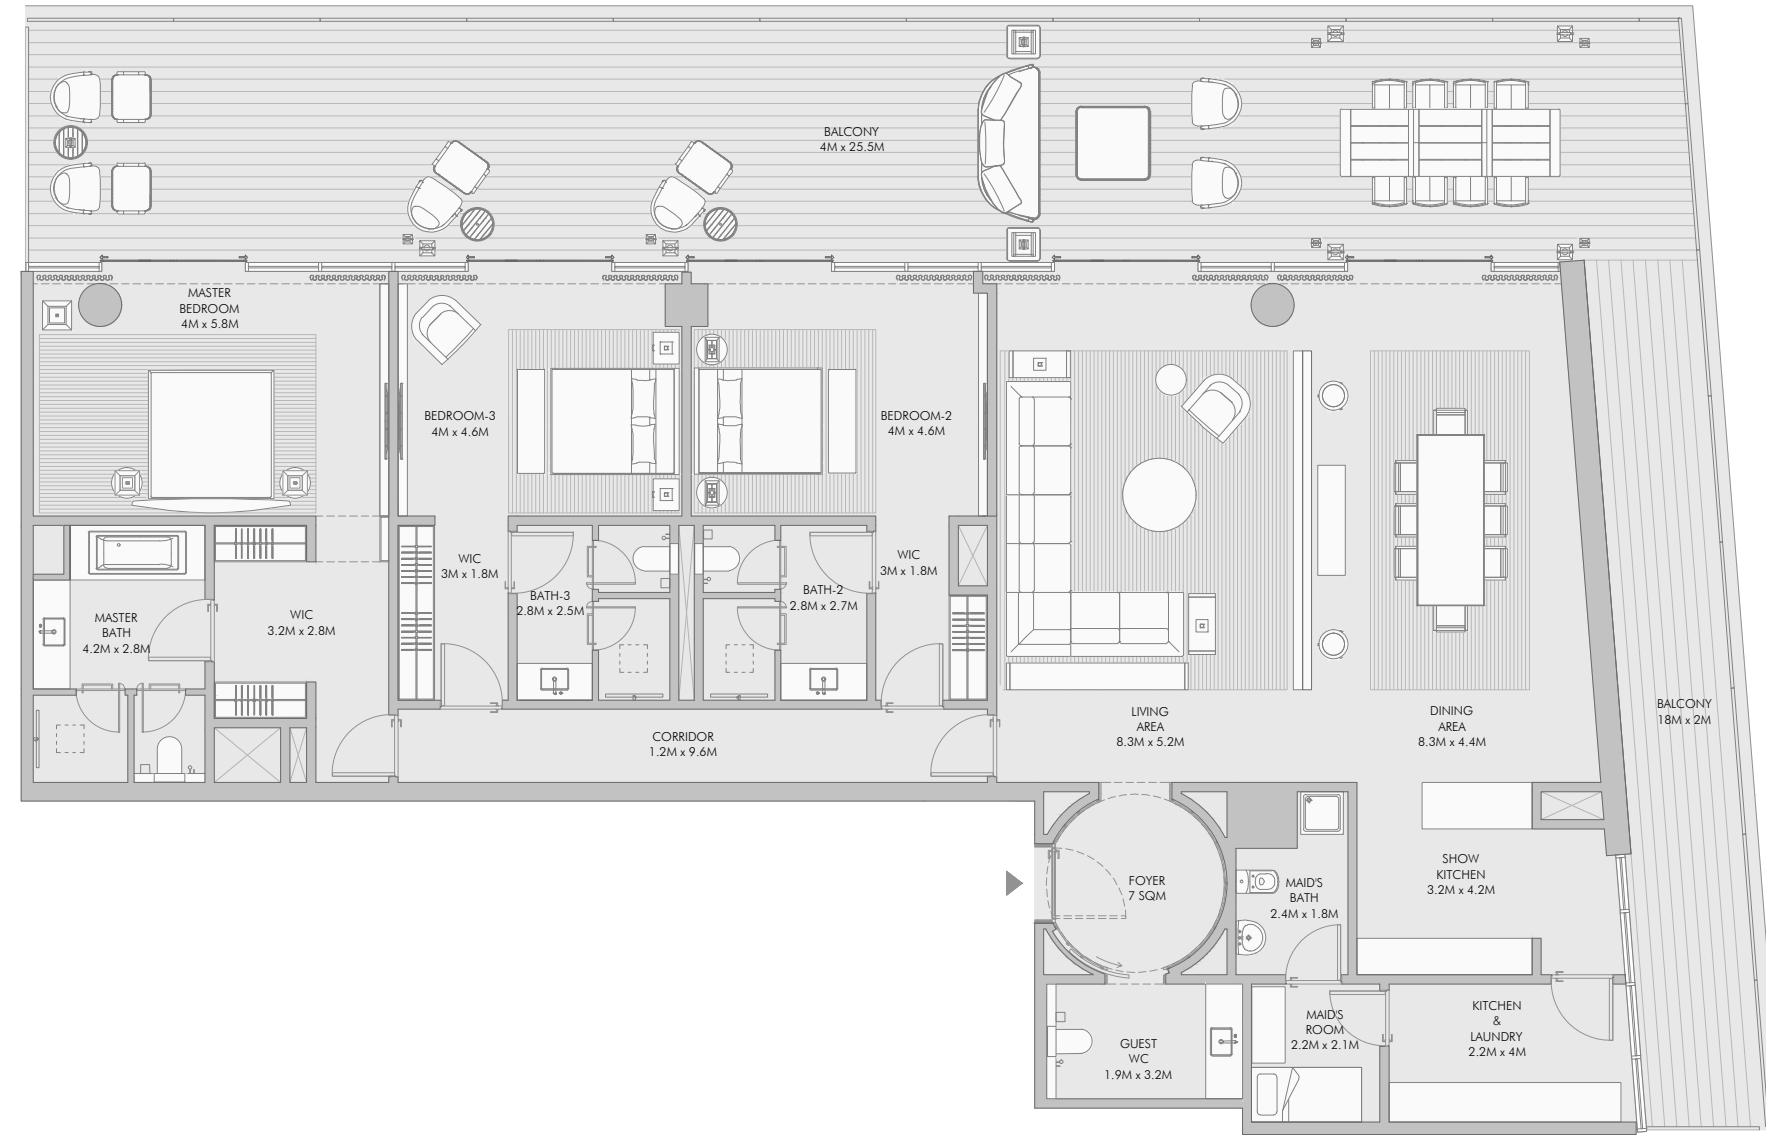 BALCONY
4M x 25.5M
MASTER
BEDROOM
4M x 5.8M
BEDROOM-3
4M x 4.6M
BEDROOM-2
4M x 4.6M
WIC
3M x 1.8M
WIC
3M x 1.8M
BATH-3
2.8M x 2.5M
BATH-2
2.8M x 2.7M
MASTER
BATH
4.2M x 2.8M
WIC
3.2M x 2.8M
CORRIDOR
1.2M x 9.6M
LIVING
AREA
8.3M x 5.2M
DINING
AREA
8.3M x 4.4M
BALCONY
18M x 2M
FOYER
7 SQM
MAID'S
BATH
2.4M x 1.8M
SHOW
KITCHEN
3.2M x 4.2M
GUEST
WC
1.9M x 3.2M
MAID'S
ROOM
2.2M x 2.1M
KITCHEN
&
LAUNDRY
2.2M x 4M